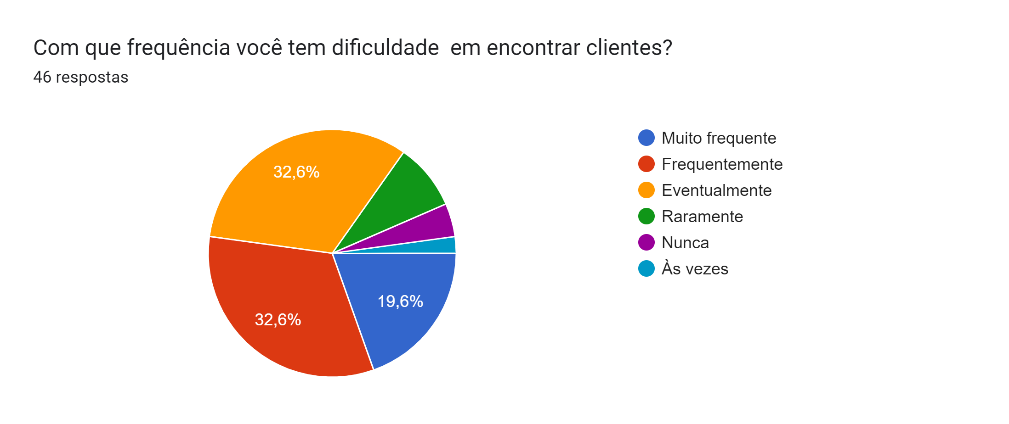 Com que frequência você tem dificuldade  em encontrar clientes?
46 respostas
32,6%
32,6%
19,6%
Muito frequente
Frequentemente
Eventualmente
Raramente
Nunca
Às vezes